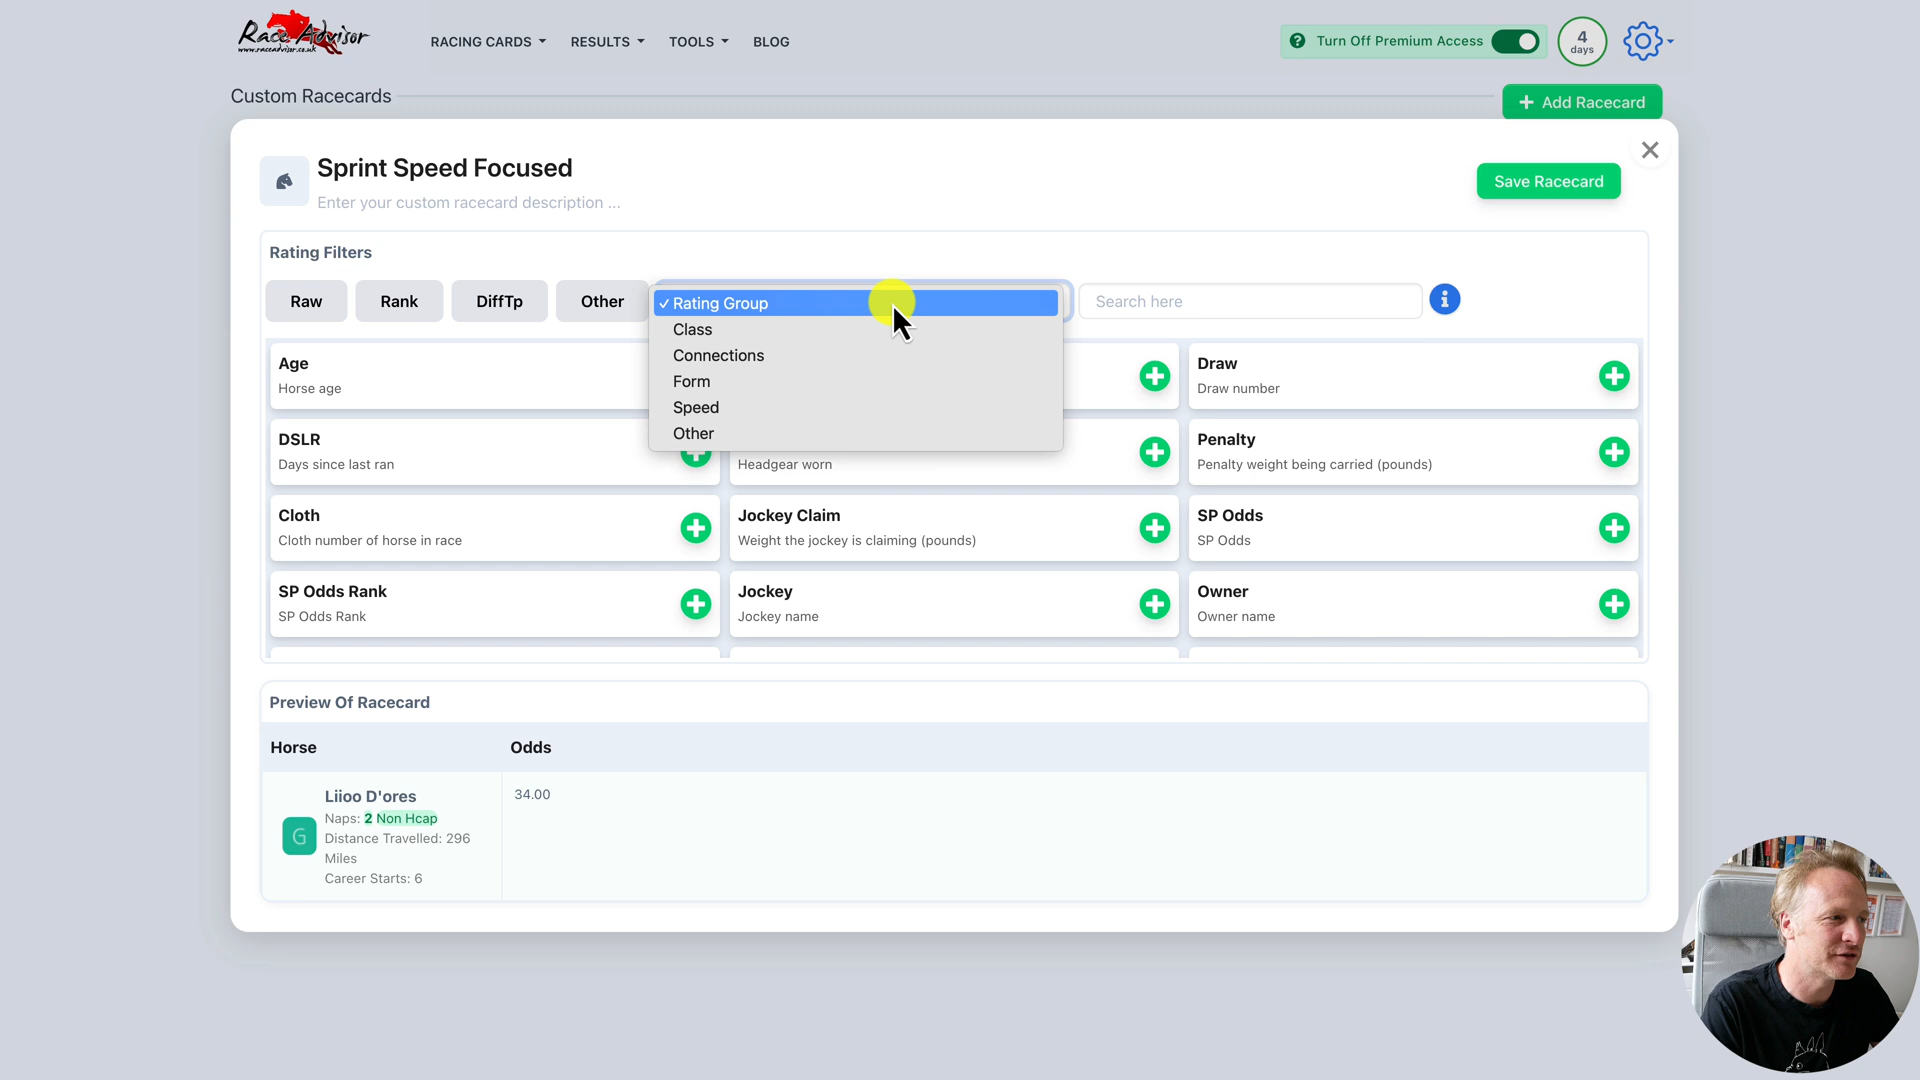 Race Advisor
www.raceadvisor.co.uk
RACING CARDS
RESULTS
TOOLS
BLOG
Turn Off Premium Access
4
days
Custom Racecards
Add Racecard
Sprint Speed Focused
Enter your custom racecard description ...
Save Racecard
Rating Filters
Raw
Rank
DiffTp
Other
✓ Rating Group
Class
Connections
Form
Speed
Other
Search here
Age
Horse age
Draw
Draw number
DSLR
Days since last ran
Headgear worn
Penalty
Penalty weight being carried (pounds)
Cloth
Cloth number of horse in race
Jockey Claim
Weight the jockey is claiming (pounds)
SP Odds
SP Odds
SP Odds Rank
SP Odds Rank
Jockey
Jockey name
Owner
Owner name
Preview Of Racecard
Horse
Odds
G
Liioo D'ores
Naps: 2 Non Hcap
Distance Travelled: 296
Miles
Career Starts: 6
34.00